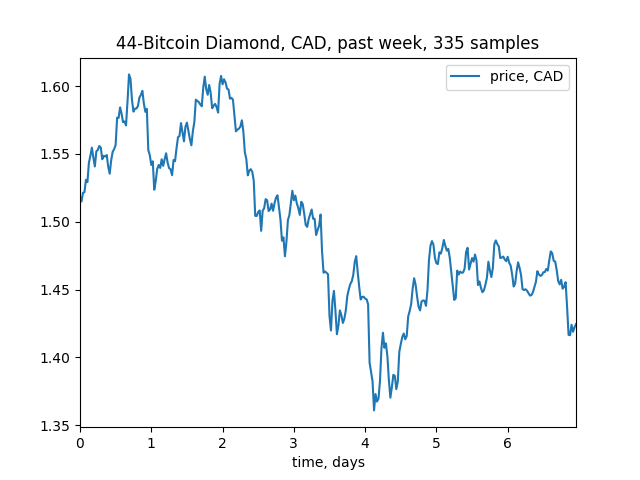 44-Bitcoin Diamond, CAD, past week, 335 samples
price, CAD
1.60
1.55
1.50
1.45
1.40
1.35
0 1 2 3 4 5 6
time, days